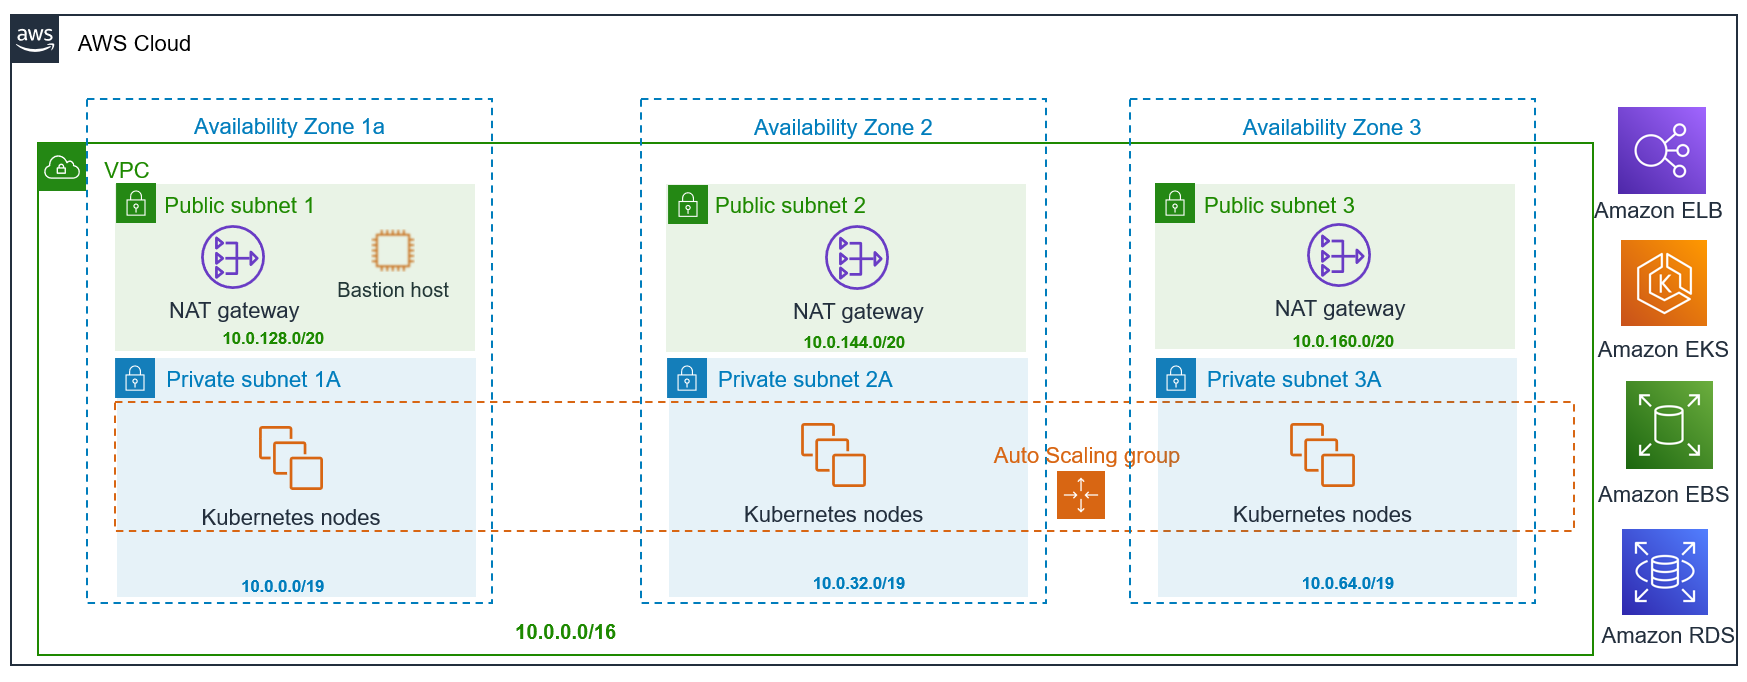 aws
AWS Cloud
Availability Zone 1a
Availability Zone 2
Availability Zone 3
VPC
Public subnet 1
Public subnet 2
Public subnet 3
Amazon ELB
NAT gateway
Bastion host
NAT gateway
NAT gateway
10.0.128.0/20
10.0.144.0/20
10.0.160.0/20
K
Amazon EKS
Private subnet 1A
Private subnet 2A
Private subnet 3A
Auto Scaling group
Kubernetes nodes
Kubernetes nodes
Kubernetes nodes
Amazon EBS
10.0.0.0/19
10.0.32.0/19
10.0.64.0/19
10.0.0.0/16
Amazon RDS